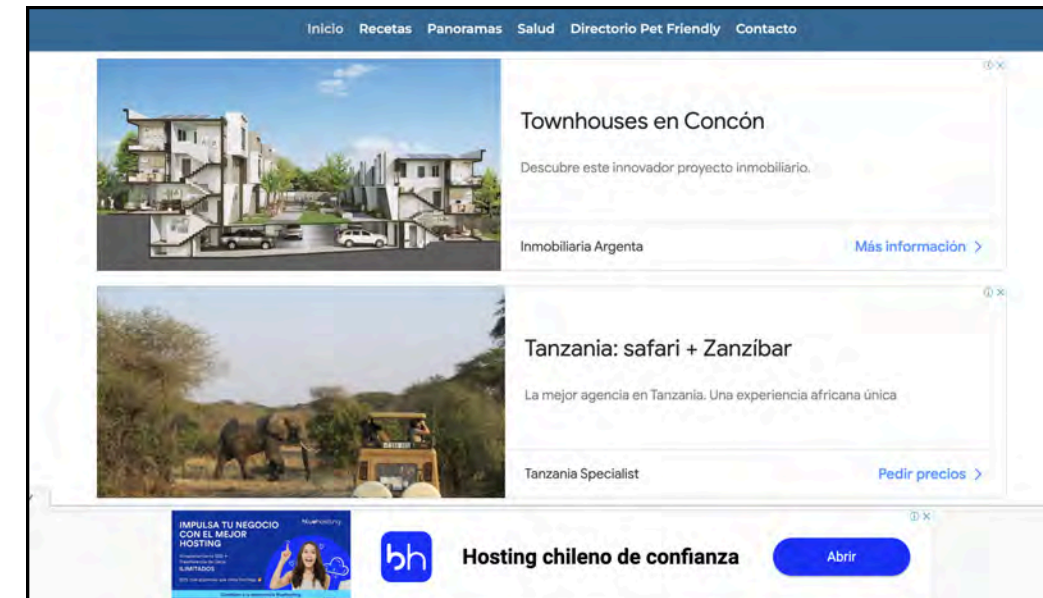 Inicio Recetas Panoramas Salud Directorio Pet Friendly Contacto
Townhouses en Concón
Descubre este innovador proyecto inmobiliario.
Inmobiliaria Argenta Más información >
Tanzania: safari + Zanzíbar
La mejor agencia en Tanzania. Una experiencia africana única
Tanzania Specialist Pedir precios >
IMPULSA TU NEGOCIO
CON EL MEJOR
HOSTING
ILIMITADOS
bh Hosting chileno de confianza Abrir